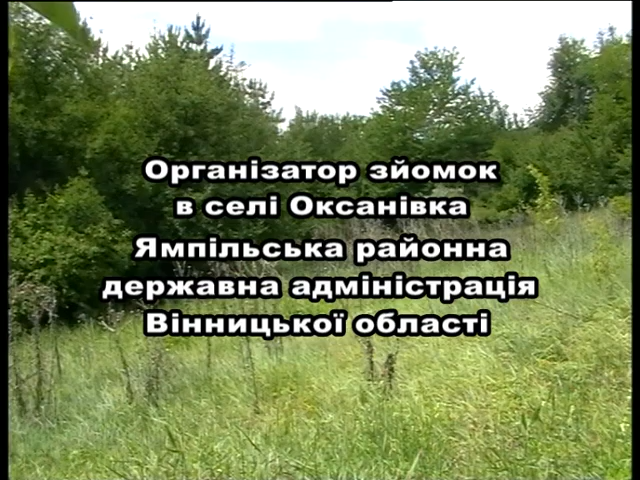 Організатор зйомок
в селі Оксанівка
Ямпільська районна
державна адміністрація
Вінницької області